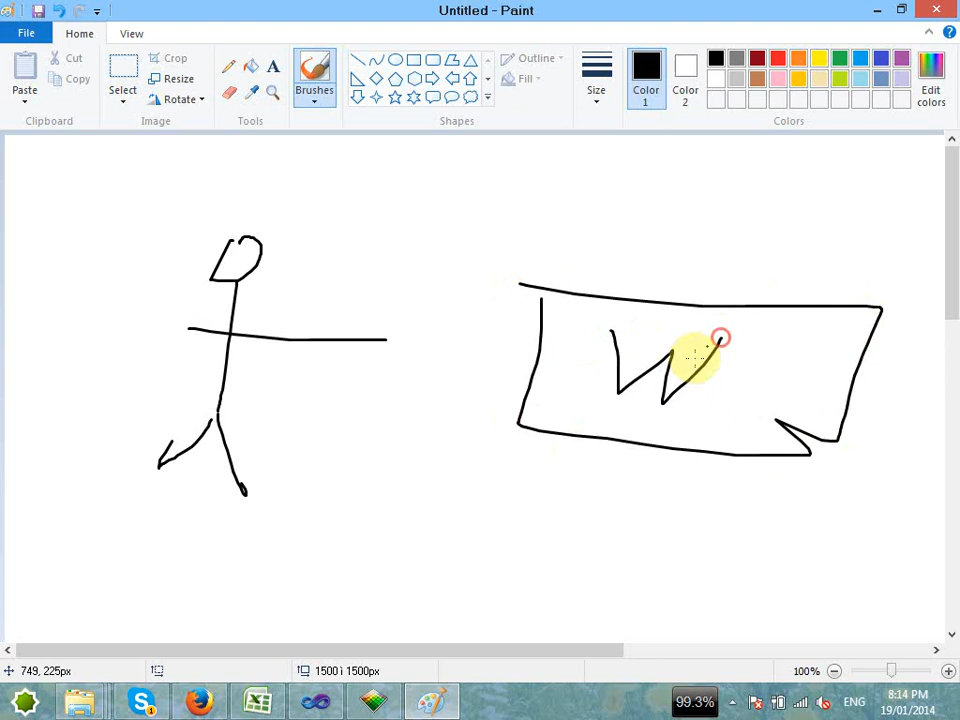 Untitled - Paint
File
Home
View
Paste
Cut
Copy
Clipboard
Select
Crop
Resize
Rotate
Image
A
Tools
Brushes
Outline
Fill
Shapes
Size
Color
1
Color
2
Edit
colors
Colors
W
749, 225px
100%
99.3%
1
ENG
8:14 PM
19/01/2014